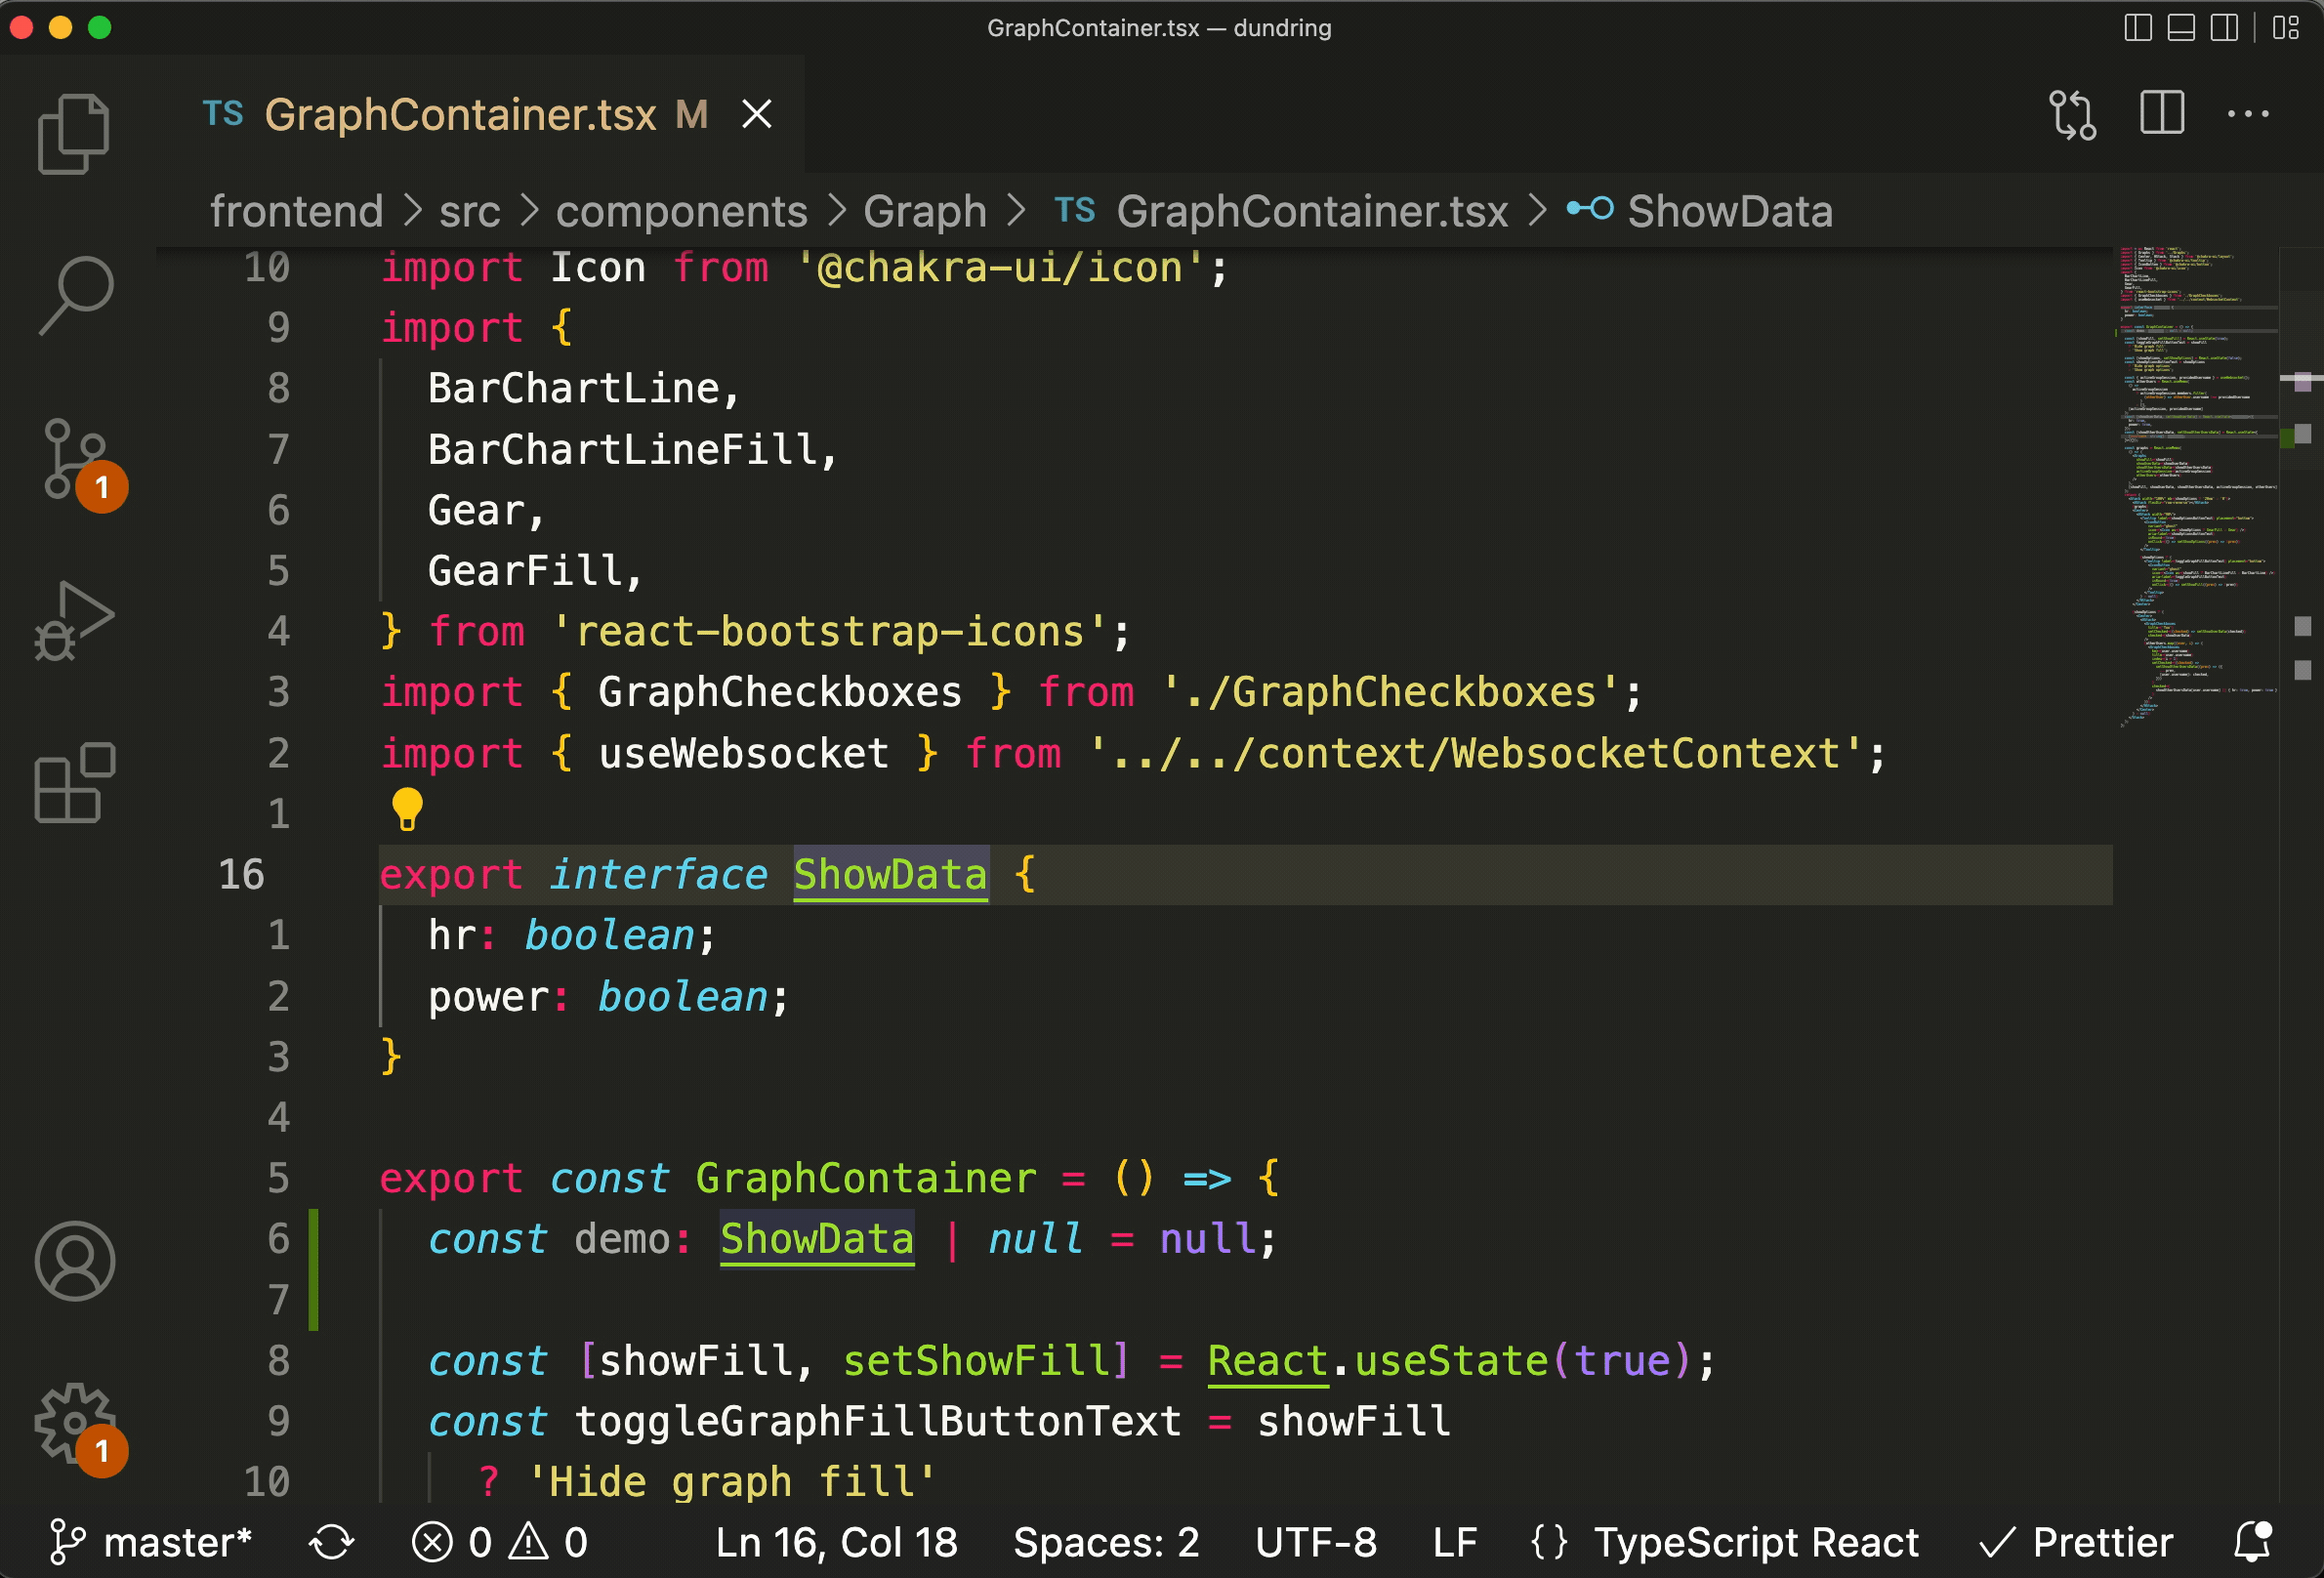 GraphContainer.tsx — dundring
TS GraphContainer.tsx M
frontend > src > components > Graph > TS GraphContainer.tsx > ShowData
10 import Icon from '@chakra-ui/icon';
9 import {
8 BarChartLine,
7 BarChartLineFill,
6 Gear,
5 GearFill,
4 } from 'react-bootstrap-icons';
3 import { GraphCheckboxes } from './GraphCheckboxes';
2 import { useWebsocket } from '../../context/WebsocketContext';
1
16 export interface ShowData {
1 hr: boolean;
2 power: boolean;
3 }
4
5 export const GraphContainer = () => {
6 const demo: ShowData | null = null;
7
8 const [showFill, setShowFill] = React.useState(true);
9 const toggleGraphFillButtonText = showFill
10 ? 'Hide graph fill'
1
1
master* 0 0 Ln 16, Col 18 Spaces: 2 UTF-8 LF {} TypeScript React Prettier